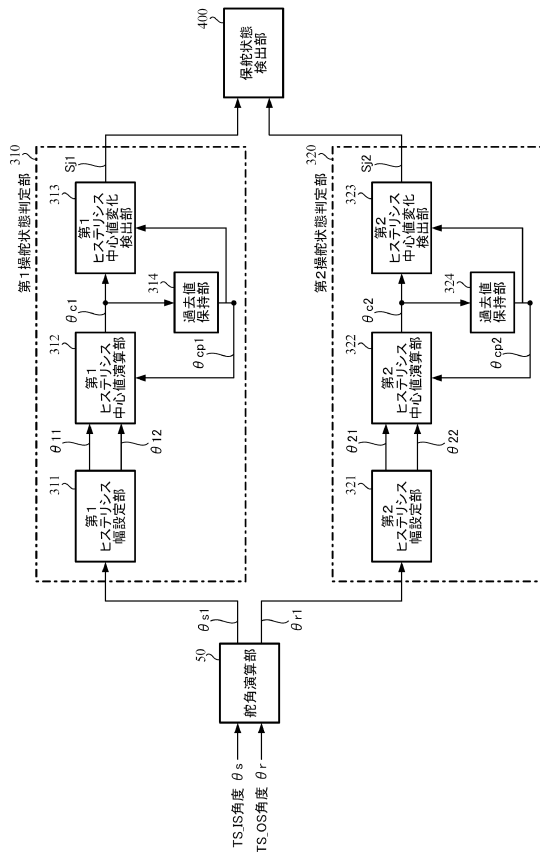 TS_IS角度 θs
TS_OS角度 θr
50
舵角演算部
θs1
θr1
第1操舵状態判定部
310
311
第1
ヒステリシス
幅設定部
θ11
θ12
312
第1
ヒステリシス
中心値演算部
θc1
313
第1
ヒステリシス
中心値変化
検出部
314
過去値
保持部
θcp1
Sj1
第2操舵状態判定部
320
321
第2
ヒステリシス
幅設定部
θ21
θ22
322
第2
ヒステリシス
中心値演算部
θc2
323
第2
ヒステリシス
中心値変化
検出部
324
過去値
保持部
θcp2
Sj2
400
保舵状態
検出部